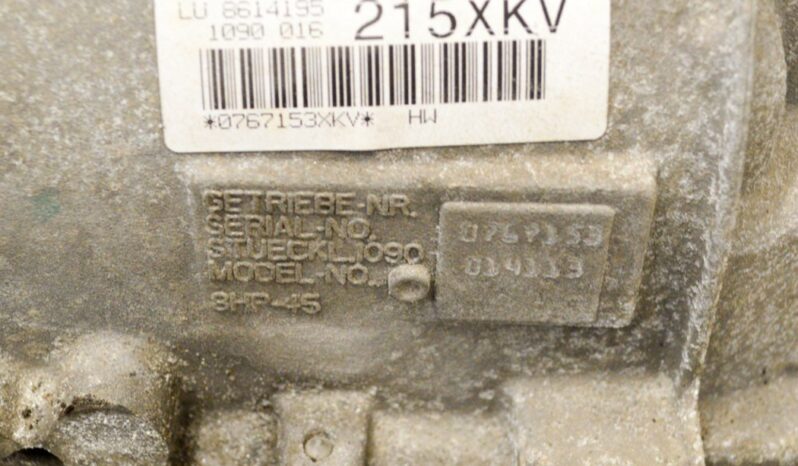 LU 8614195
1090 016
215XKV
*0767153XKV* HW
GETRIEBE-NR.
SERIAL-NO.
STUECKL.1090
MODEL-NO.
8HP-45
0767153
014113